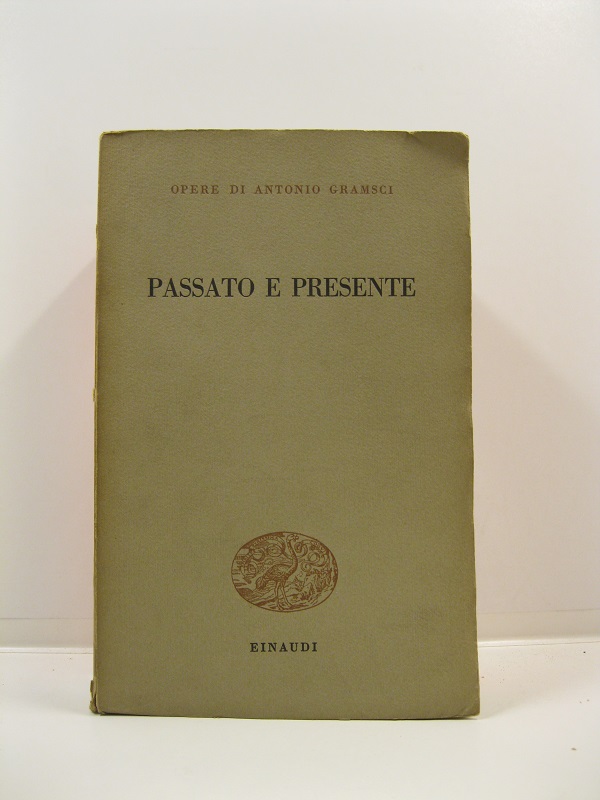 OPERE DI ANTONIO GRAMSCI
PASSATO E PRESENTE
EINAUDI